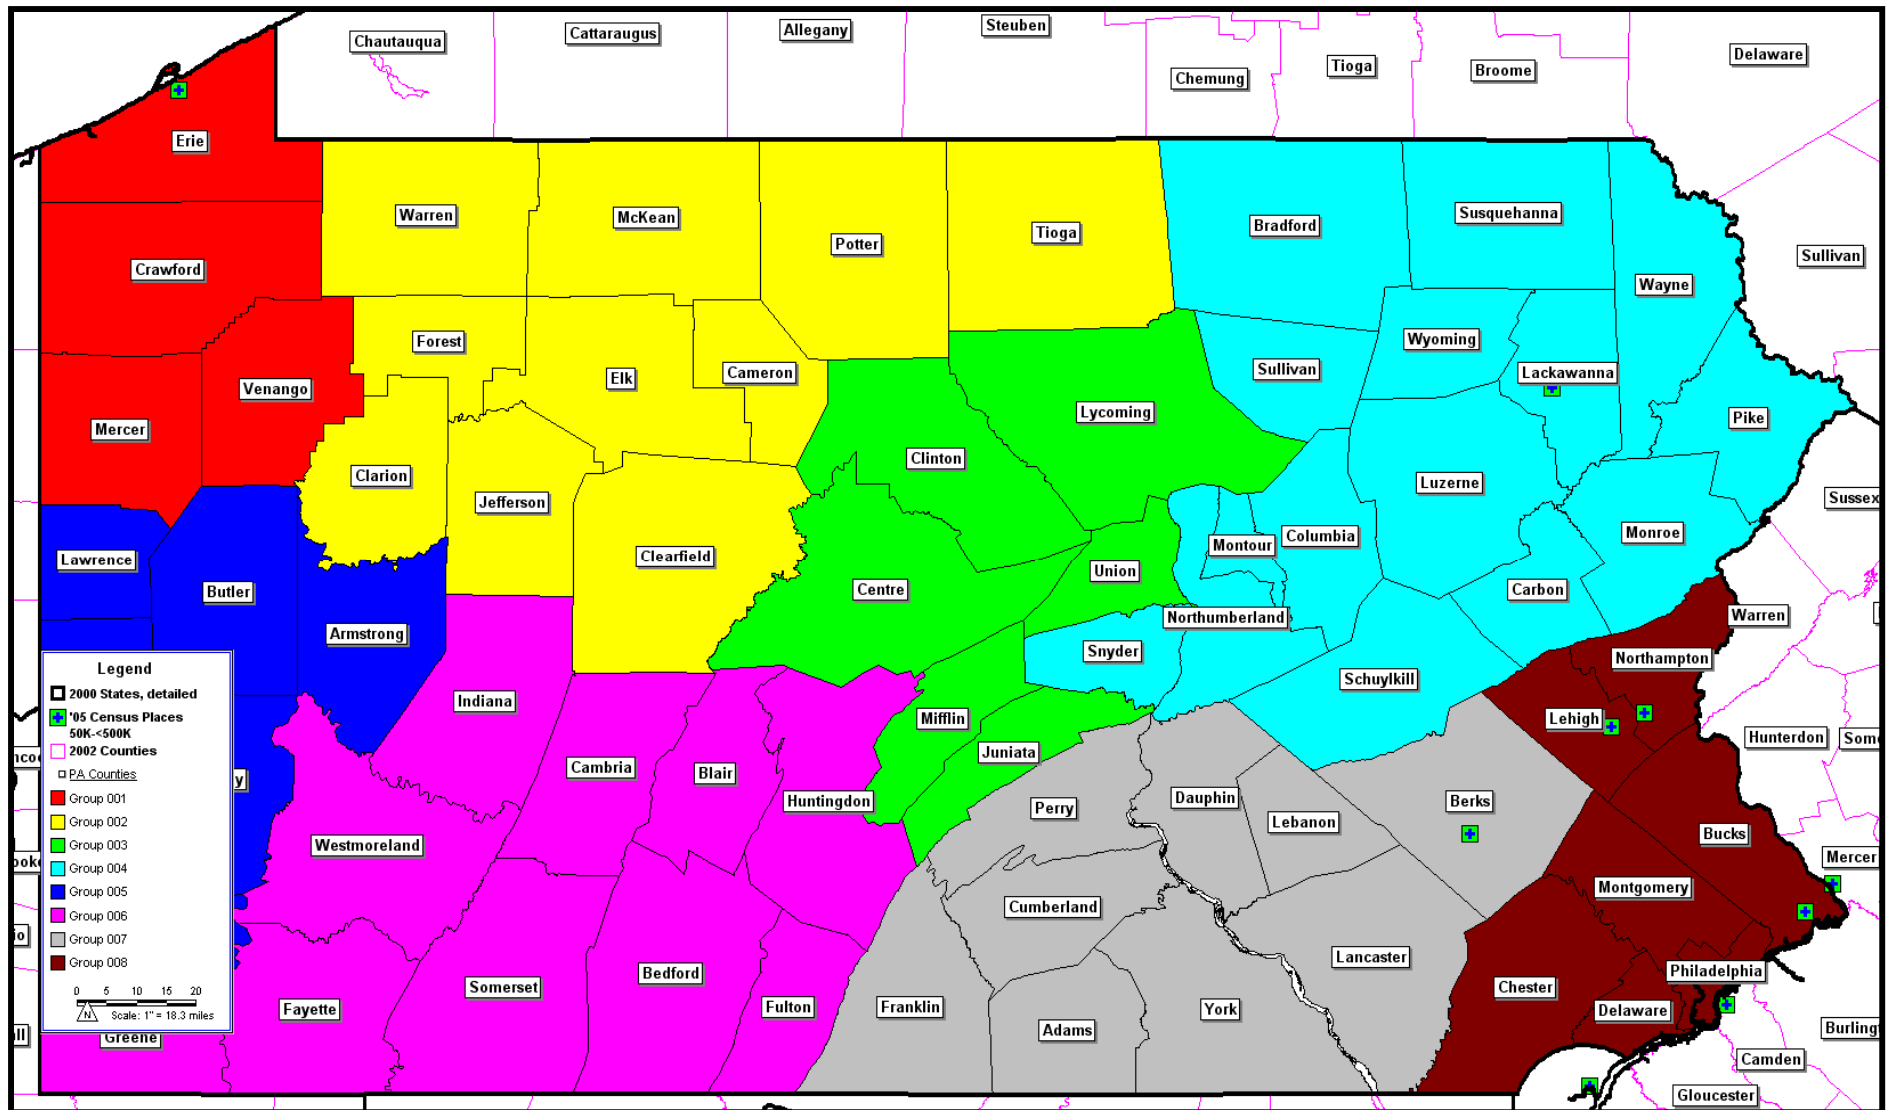 Chautauqua
Cattaraugus
Allegany
Steuben
Chemung
Tioga
Broome
Delaware
Erie
Warren
McKean
Potter
Tioga
Bradford
Susquehanna
Wayne
Sullivan
Crawford
Forest
Elk
Cameron
Sullivan
Wyoming
Lackawanna
Venango
Mercer
Lycoming
Pike
Clarion
Clinton
Jefferson
Luzerne
Sussex
Lawrence
Butler
Clearfield
Montour
Columbia
Monroe
Union
Centre
Carbon
Armstrong
Northumberland
Warren
Snyder
Northampton
Schuylkill
Indiana
Mifflin
Lehigh
Juniata
Hunterdon
Som
Cambria
Blair
Huntingdon
Perry
Dauphin
Lebanon
Berks
Bucks
Westmoreland
Mercer
Montgomery
Cumberland
Lancaster
Philadelphia
Somerset
Bedford
Fulton
Franklin
Chester
Fayette
Adams
York
Delaware
Burling
Greene
Camden
Gloucester
y
Legend
2000 States, detailed
'05 Census Places
50K-<500K
2002 Counties
PA Counties
Group 001
Group 002
Group 003
Group 004
Group 005
Group 006
Group 007
Group 008
0 5 10 15 20
N
Scale: 1" = 18.3 miles